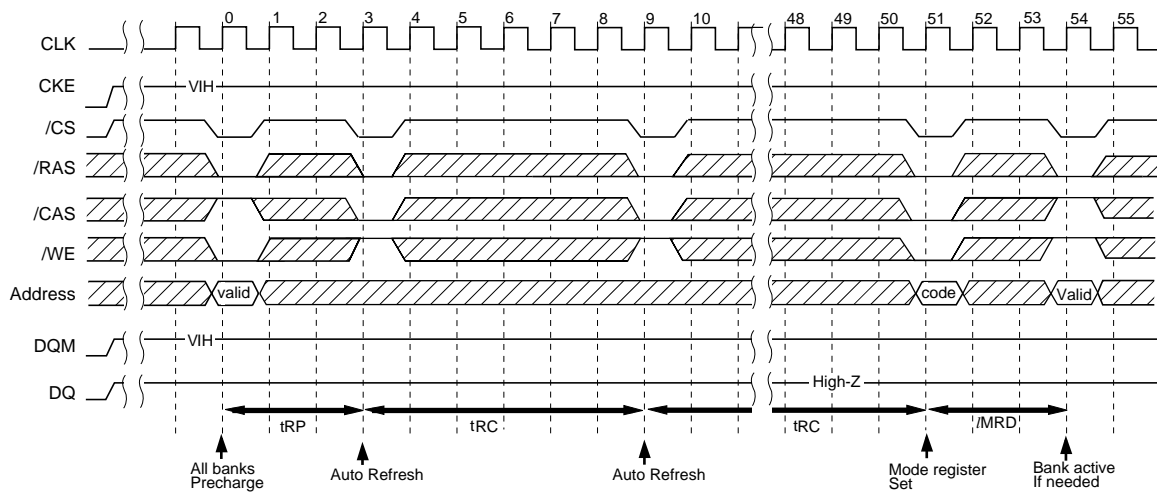 0 1 2 3 4 5 6 7 8 9 10 48 49 50 51 52 53 54 55
CLK
CKE VIH
/CS
/RAS
/CAS
/WE
Address valid code Valid
DQM VIH
DQ High-Z
tRP tRC tRC lMRD
All banks
Precharge
Auto Refresh
Auto Refresh
Mode register
Set
Bank active
If needed